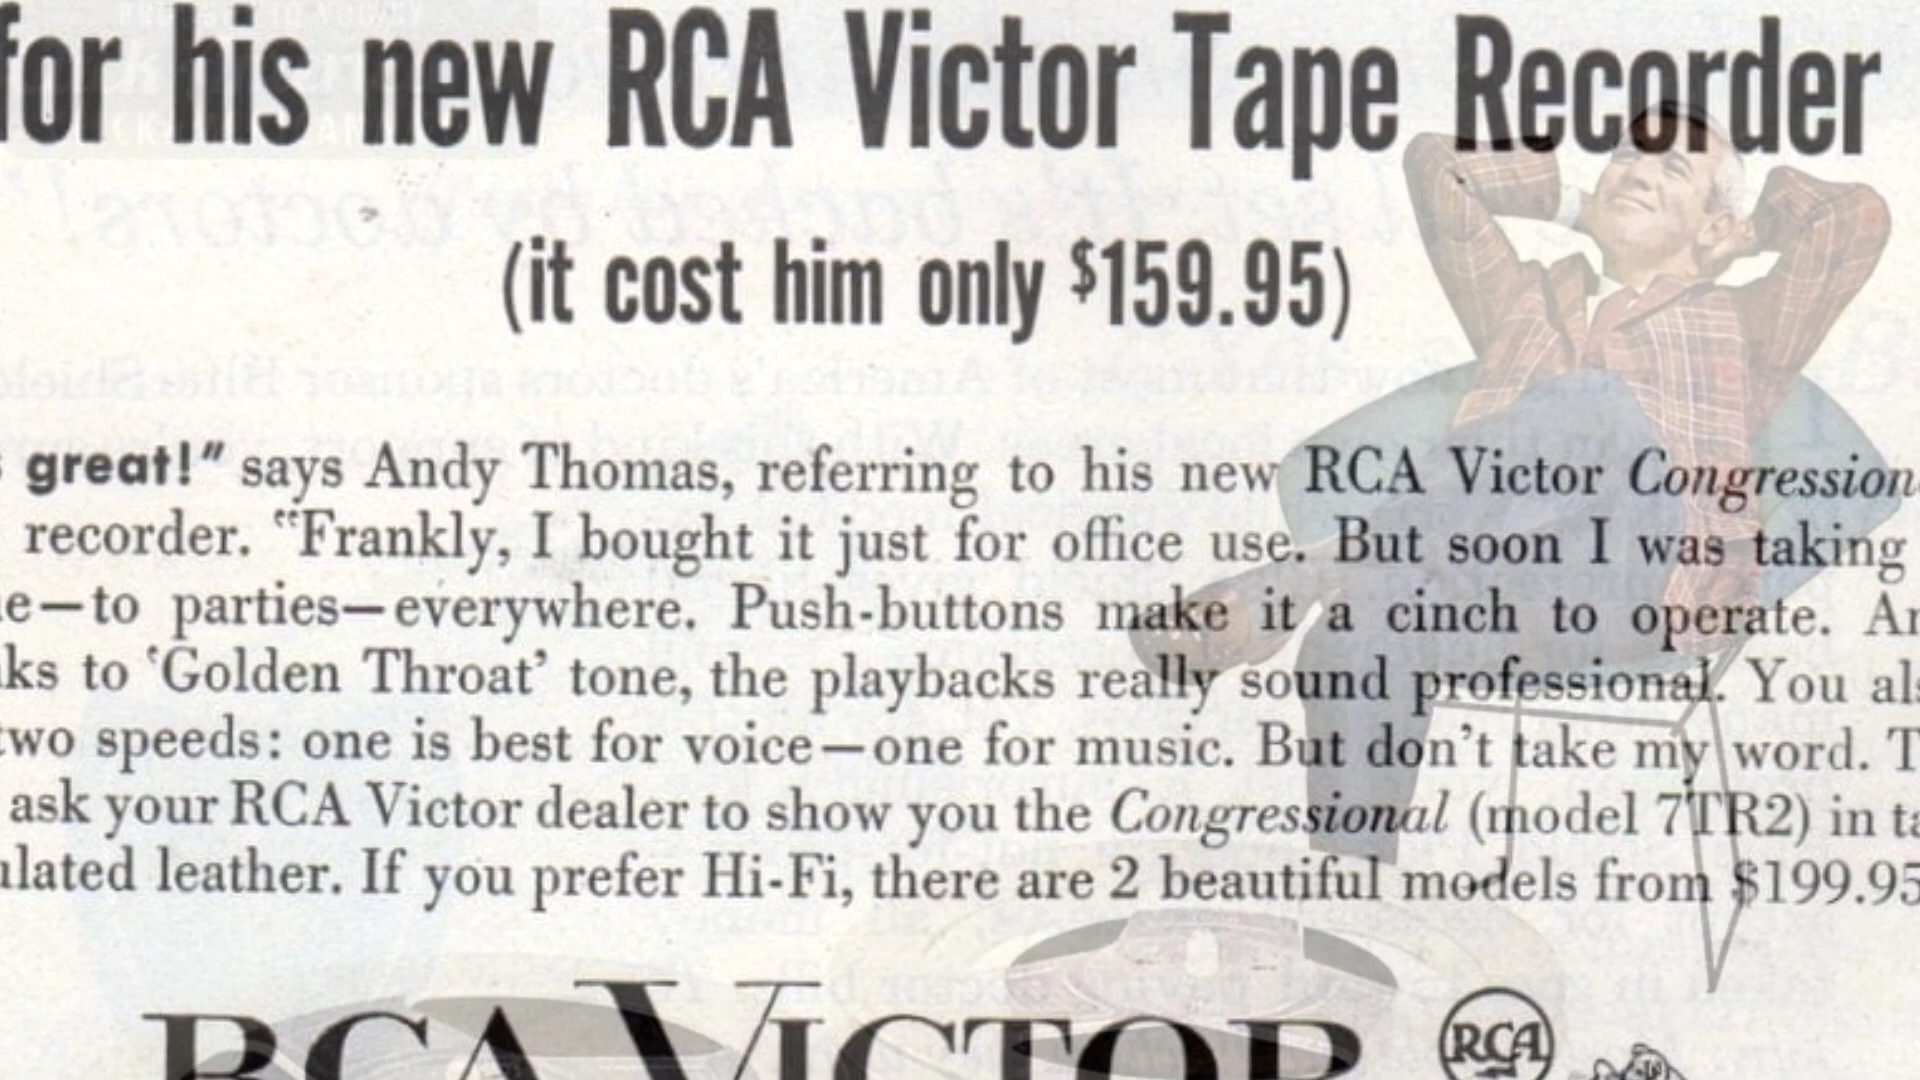 for his new RCA Victor Tape Recorder
(it cost him only $159.95)
great!" says Andy Thomas, referring to his new RCA Victor Congression
recorder. "Frankly, I bought it just for office use. But soon I was taking
e—to parties—everywhere. Push-buttons make it a cinch to operate. An
ks to 'Golden Throat' tone, the playbacks really sound professional. You als
two speeds: one is best for voice—one for music. But don't take my word. T
ask your RCA Victor dealer to show you the Congressional (model 7TR2) in ta
ulated leather. If you prefer Hi-Fi, there are 2 beautiful models from $199.95
RCA VICTOR RCA